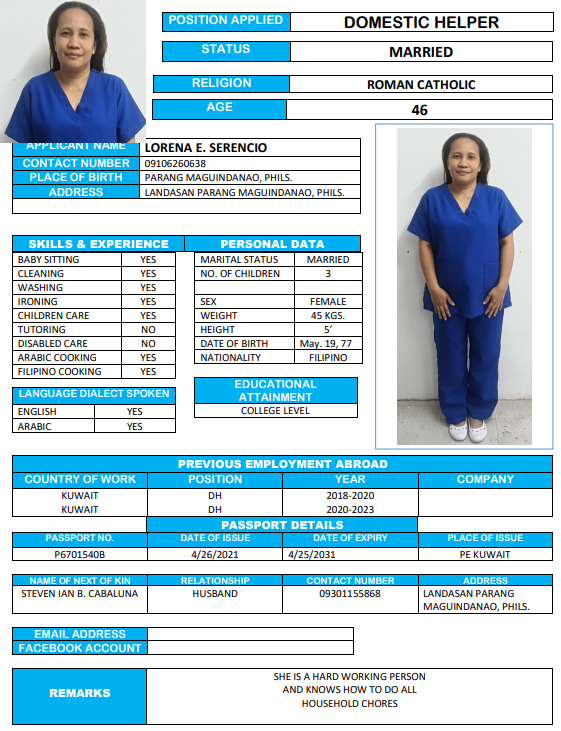 POSITION APPLIED DOMESTIC HELPER
STATUS MARRIED
RELIGION ROMAN CATHOLIC
AGE 46
APPLICANT NAME LORENA E. SERENCIO
CONTACT NUMBER 09106260638
PLACE OF BIRTH PARANG MAGUINDANAO, PHILS.
ADDRESS LANDASAN PARANG MAGUINDANAO, PHILS.
SKILLS & EXPERIENCE
BABY SITTING YES
CLEANING YES
WASHING YES
IRONING YES
CHILDREN CARE YES
TUTORING NO
DISABLED CARE NO
ARABIC COOKING YES
FILIPINO COOKING YES
LANGUAGE DIALECT SPOKEN
ENGLISH YES
ARABIC YES
PERSONAL DATA
MARITAL STATUS MARRIED
NO. OF CHILDREN 3
SEX FEMALE
WEIGHT 45 KGS.
HEIGHT 5’
DATE OF BIRTH May. 19, 77
NATIONALITY FILIPINO
EDUCATIONAL
ATTAINMENT
COLLEGE LEVEL
PREVIOUS EMPLOYMENT ABROAD
COUNTRY OF WORK POSITION YEAR COMPANY
KUWAIT DH 2018-2020
KUWAIT DH 2020-2023
PASSPORT DETAILS
PASSPORT NO. DATE OF ISSUE DATE OF EXPIRY PLACE OF ISSUE
P6701540B 4/26/2021 4/25/2031 PE KUWAIT
NAME OF NEXT OF KIN RELATIONSHIP CONTACT NUMBER ADDRESS
STEVEN IAN B. CABALUNA HUSBAND 09301155868 LANDASAN PARANG
MAGUINDANAO, PHILS.
EMAIL ADDRESS
FACEBOOK ACCOUNT
REMARKS
SHE IS A HARD WORKING PERSON
AND KNOWS HOW TO DO ALL
HOUSEHOLD CHORES